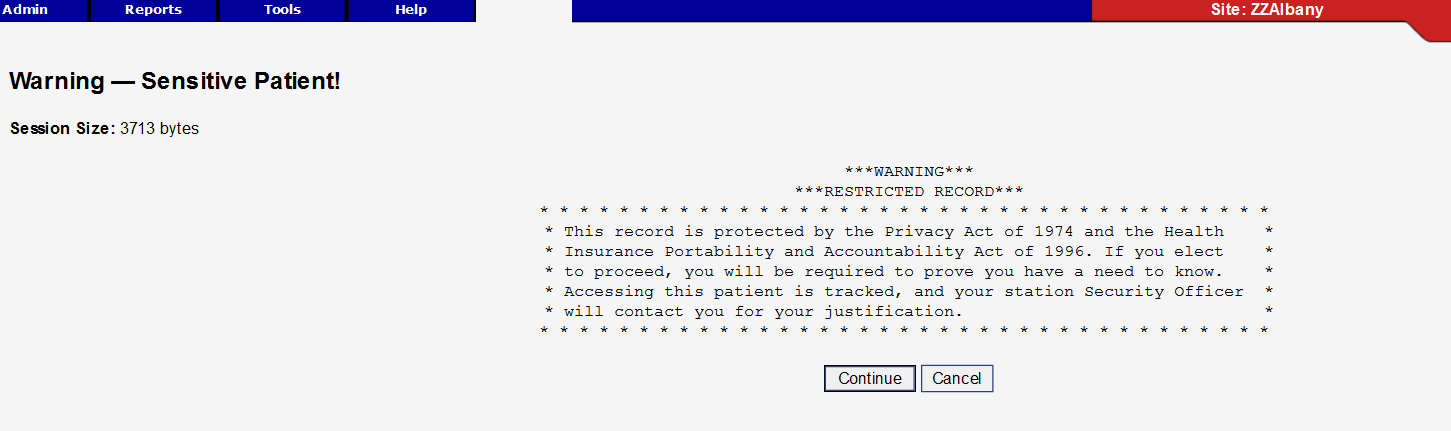 Admin Reports Tools Help Site: ZZAlbany
Warning — Sensitive Patient!
Session Size: 3713 bytes
***WARNING***
***RESTRICTED RECORD***
* * * * * * * * * * * * * * * * * * * * * * * * * * * * * * * * * * * * *
* This record is protected by the Privacy Act of 1974 and the Health *
* Insurance Portability and Accountability Act of 1996. If you elect *
* to proceed, you will be required to prove you have a need to know. *
* Accessing this patient is tracked, and your station Security Officer *
* will contact you for your justification. *
* * * * * * * * * * * * * * * * * * * * * * * * * * * * * * * * * * * * *
Continue Cancel